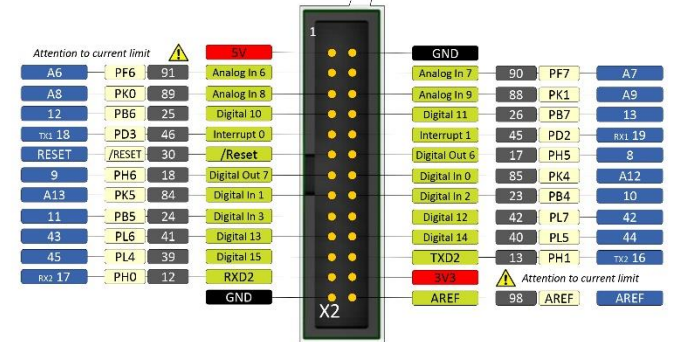 1
Attention to current limit 5V GND
A6 PF6 91 Analog In 6 Analog In 7 90 PF7 A7
A8 PK0 89 Analog In 8 Analog In 9 88 PK1 A9
12 PB6 25 Digital 10 Digital 11 26 PB7 13
TX1 18 PD3 46 Interrupt 0 Interrupt 1 45 PD2 RX1 19
RESET /RESET 30 /Reset Digital Out 6 17 PH5 8
9 PH6 18 Digital Out 7 Digital In 0 85 PK4 A12
A13 PK5 84 Digital In 1 Digital In 2 23 PB4 10
11 PB5 24 Digital In 3 Digital 12 42 PL7 42
43 PL6 41 Digital 13 Digital 14 40 PL5 44
45 PL4 39 Digital 15 TXD2 13 PH1 TX2 16
RX2 17 PH0 12 RXD2 3V3 Attention to current limit
GND AREF 98 AREF AREF
X2